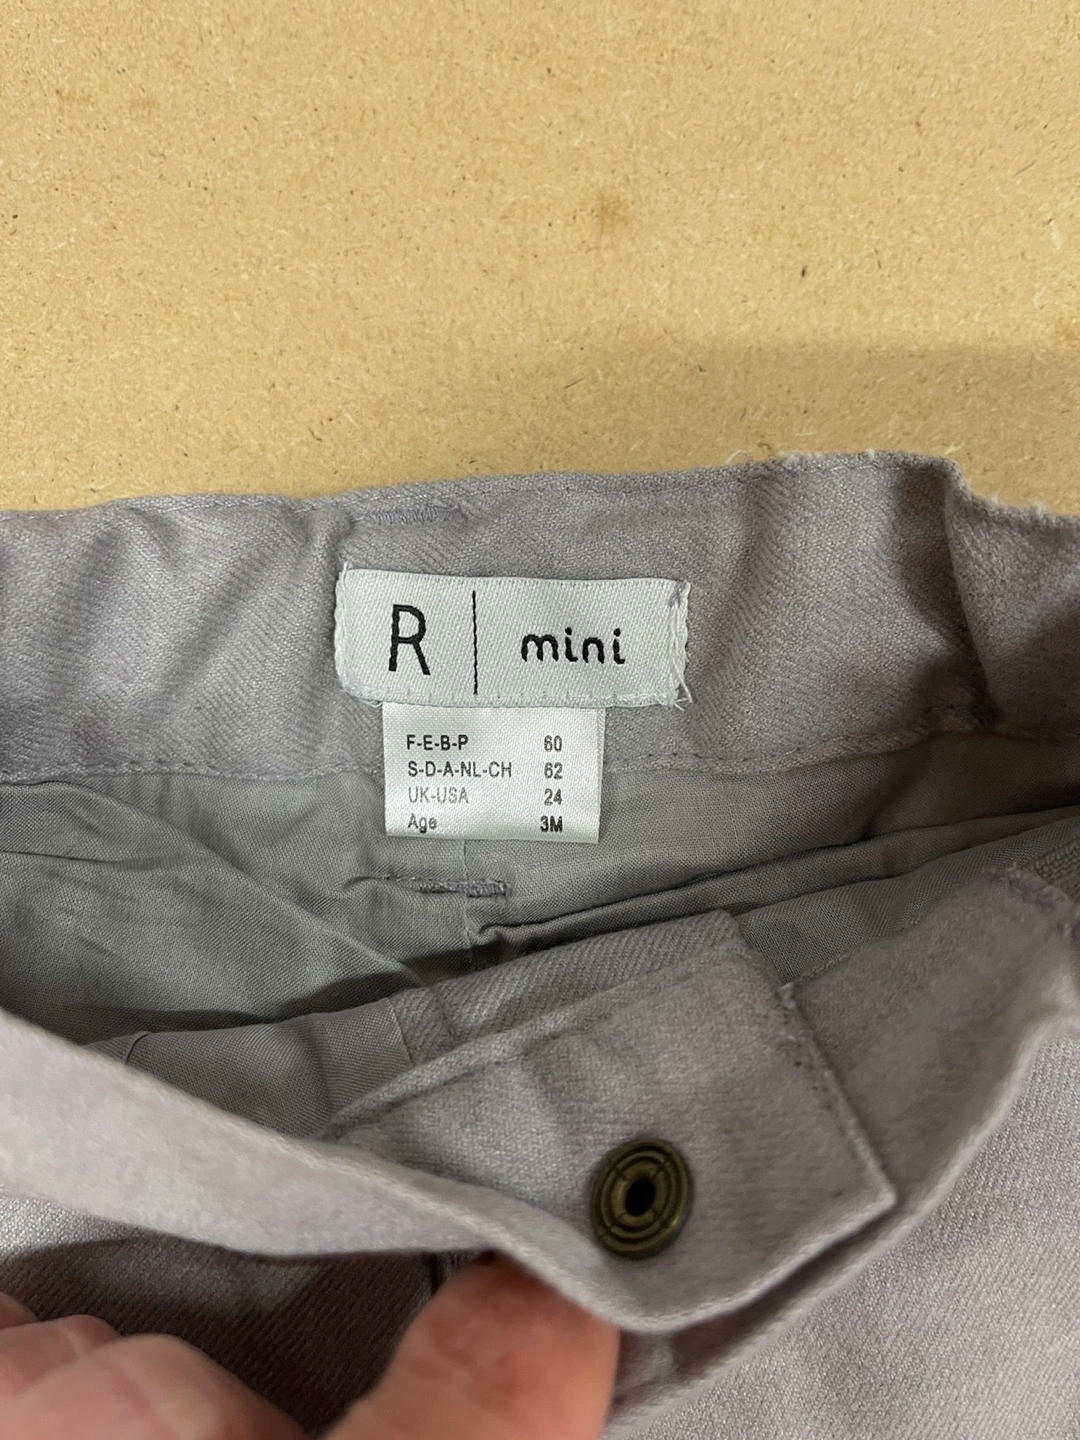 R | mini
F-E-B-P 60
S-D-A-NL-CH 62
UK-USA 24
Age 3M